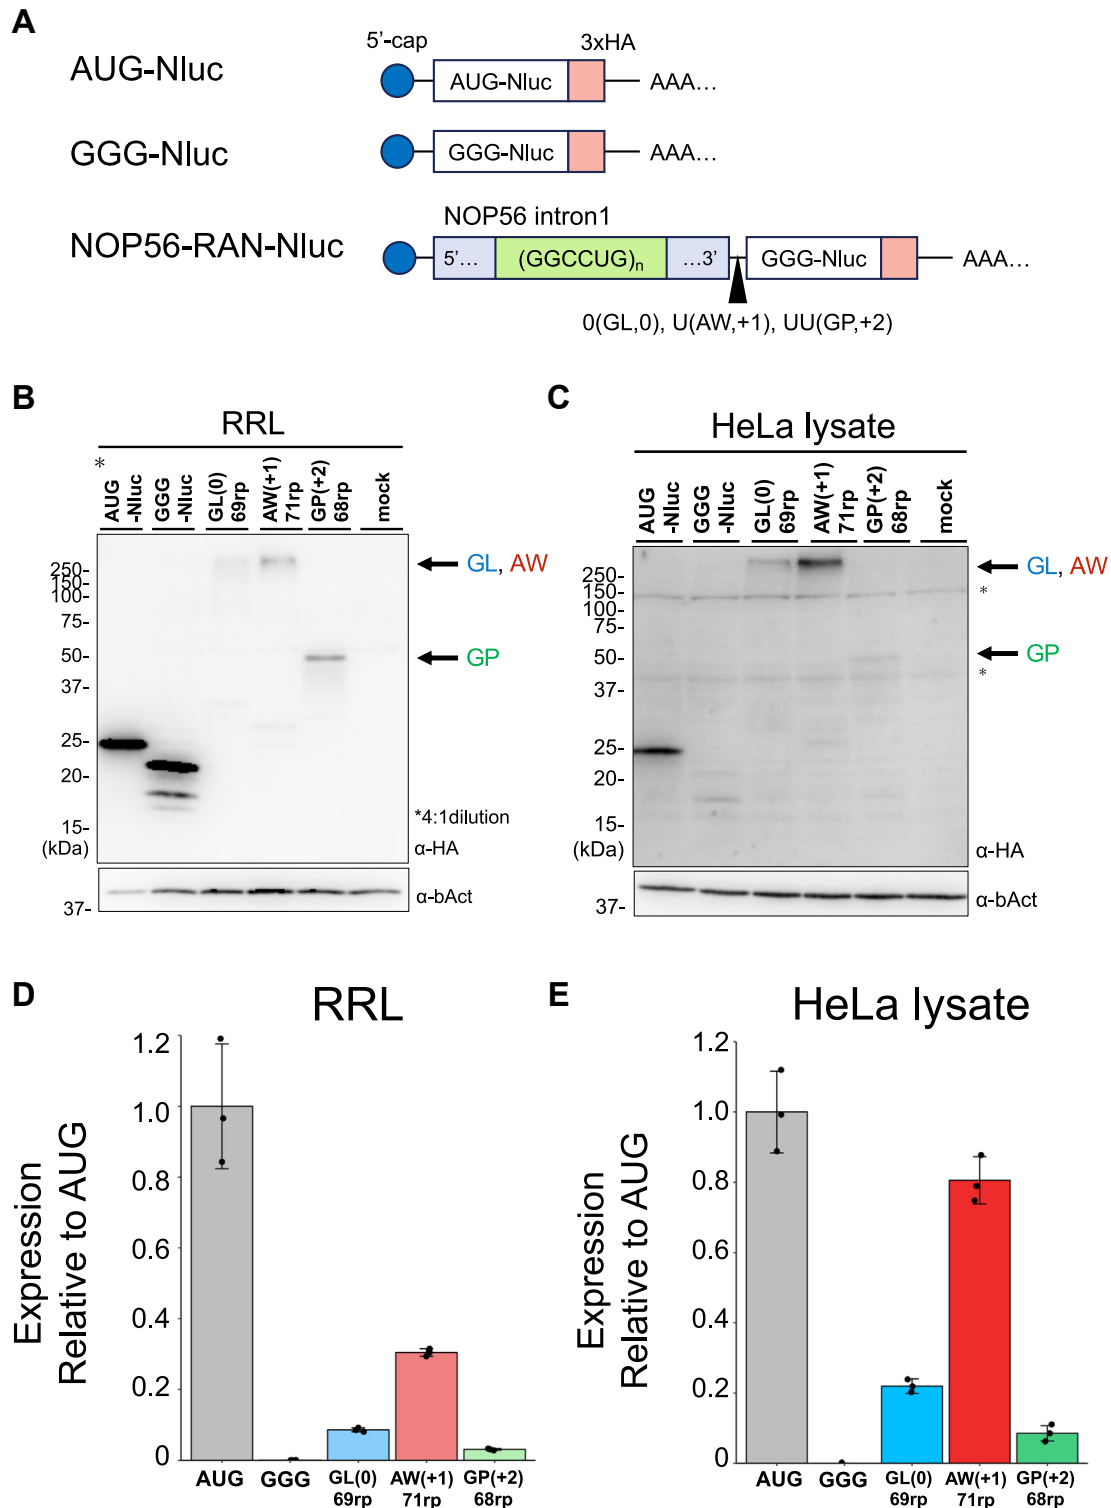 A
5'-cap
3xHA
AUG-Nluc
AUG-Nluc
AAA...
GGG-Nluc
GGG-Nluc
AAA...
NOP56 intron1
NOP56-RAN-Nluc
5'...
(GGCCUG)n
...3'
GGG-Nluc
AAA...
0(GL,0), U(AW,+1), UU(GP,+2)
B
RRL
*
AUG
-Nluc
GGG
-Nluc
GL(0)
69rp
AW(+1)
71rp
GP(+2)
68rp
mock
250-
150-
100-
75-
50-
37-
25-
20-
15-
(kDa)
GL, AW
GP
*4:1dilution
α-HA
α-bAct
37-
C
HeLa lysate
AUG
-Nluc
GGG
-Nluc
GL(0)
69rp
AW(+1)
71rp
GP(+2)
68rp
mock
250-
150-
100-
75-
50-
37-
25-
20-
15-
(kDa)
GL, AW
*
GP
*
α-HA
α-bAct
37-
D
RRL
Expression
Relative to AUG
1.2
1.0
0.8
0.6
0.4
0.2
0
AUG
GGG
GL(0)
69rp
AW(+1)
71rp
GP(+2)
68rp
E
HeLa lysate
Expression
Relative to AUG
1.2
1.0
0.8
0.6
0.4
0.2
0
AUG
GGG
GL(0)
69rp
AW(+1)
71rp
GP(+2)
68rp